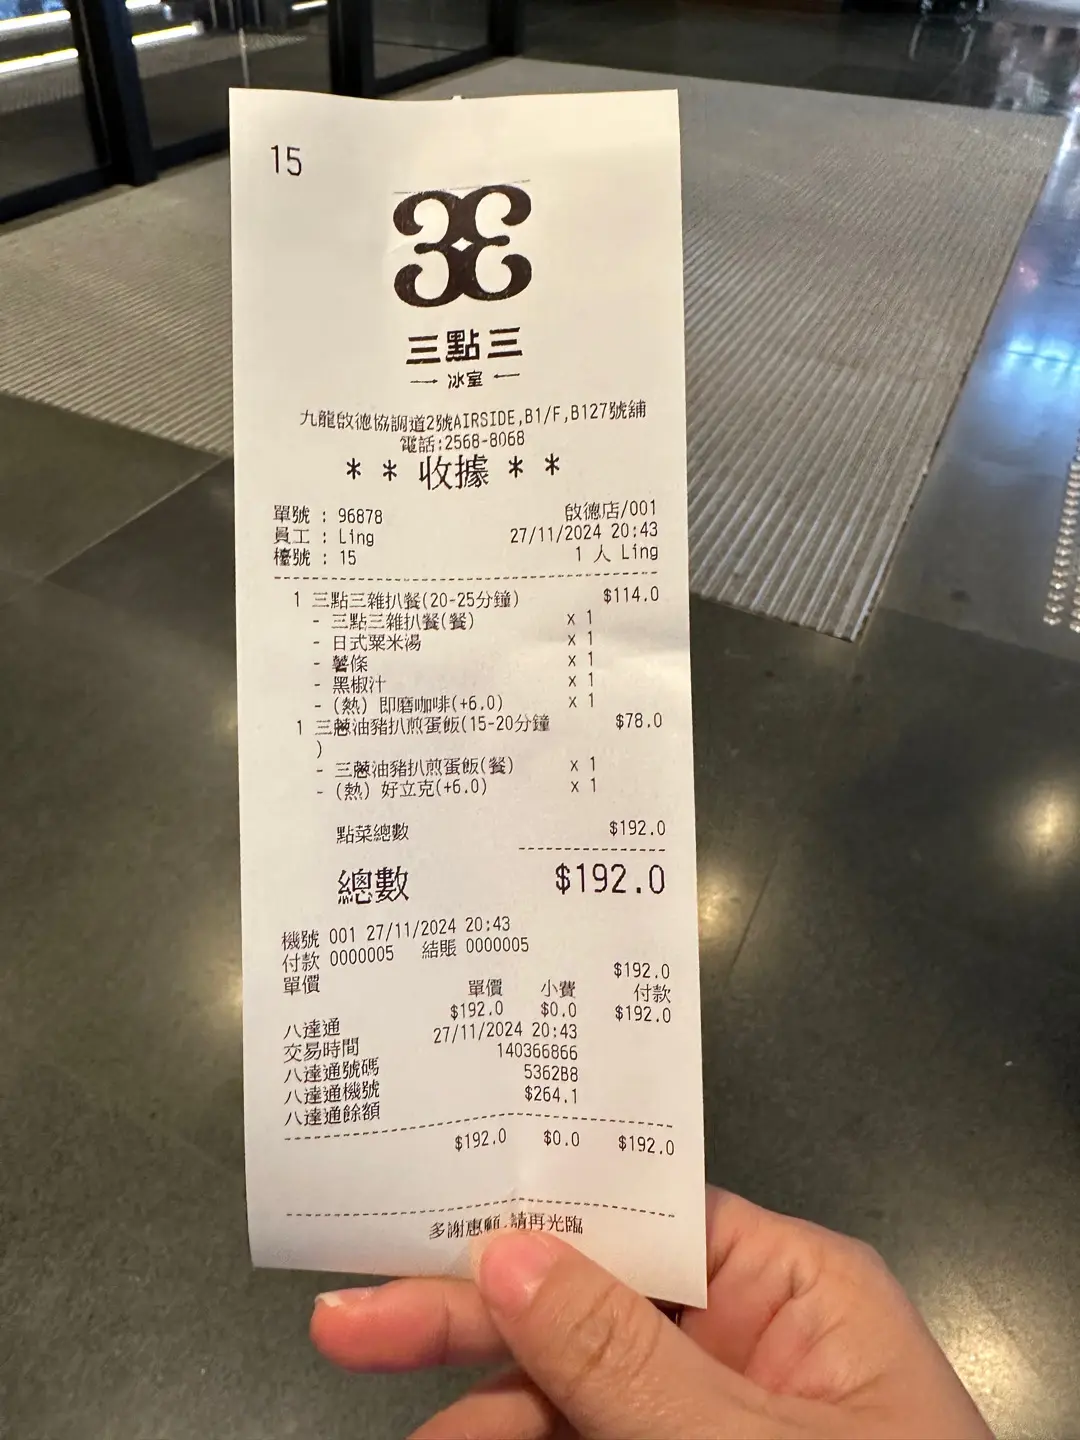 15
三點三
冰室
九龍啟德協調道2號AIRSIDE,B1/F,B127號舖
電話:2568-8068
* * 收據 * *
單號 : 96878 啟德店/001
員工 : Ling 27/11/2024 20:43
檯號 : 15 1 人 Ling
1 三點三雜扒餐(20-25分鐘) $114.0
- 三點三雜扒餐(餐) x 1
- 日式粟米湯 x 1
- 薯條 x 1
- 黑椒汁 x 1
- (熱) 即磨咖啡(+6.0) x 1
1 三葱油豬扒煎蛋飯(15-20分鐘 $78.0
)
- 三葱油豬扒煎蛋飯(餐) x 1
- (熱) 好立克(+6.0) x 1
點菜總數 $192.0
總數 $192.0
機號 001 27/11/2024 20:43
付款 0000005 結賬 0000005
單價 $192.0
單價 小費 付款
八達通 $192.0 $0.0 $192.0
交易時間 27/11/2024 20:43
八達通號碼 140366866
八達通機號 5362B8
八達通餘額 $264.1
$192.0 $0.0 $192.0
多謝惠顧,請再光臨